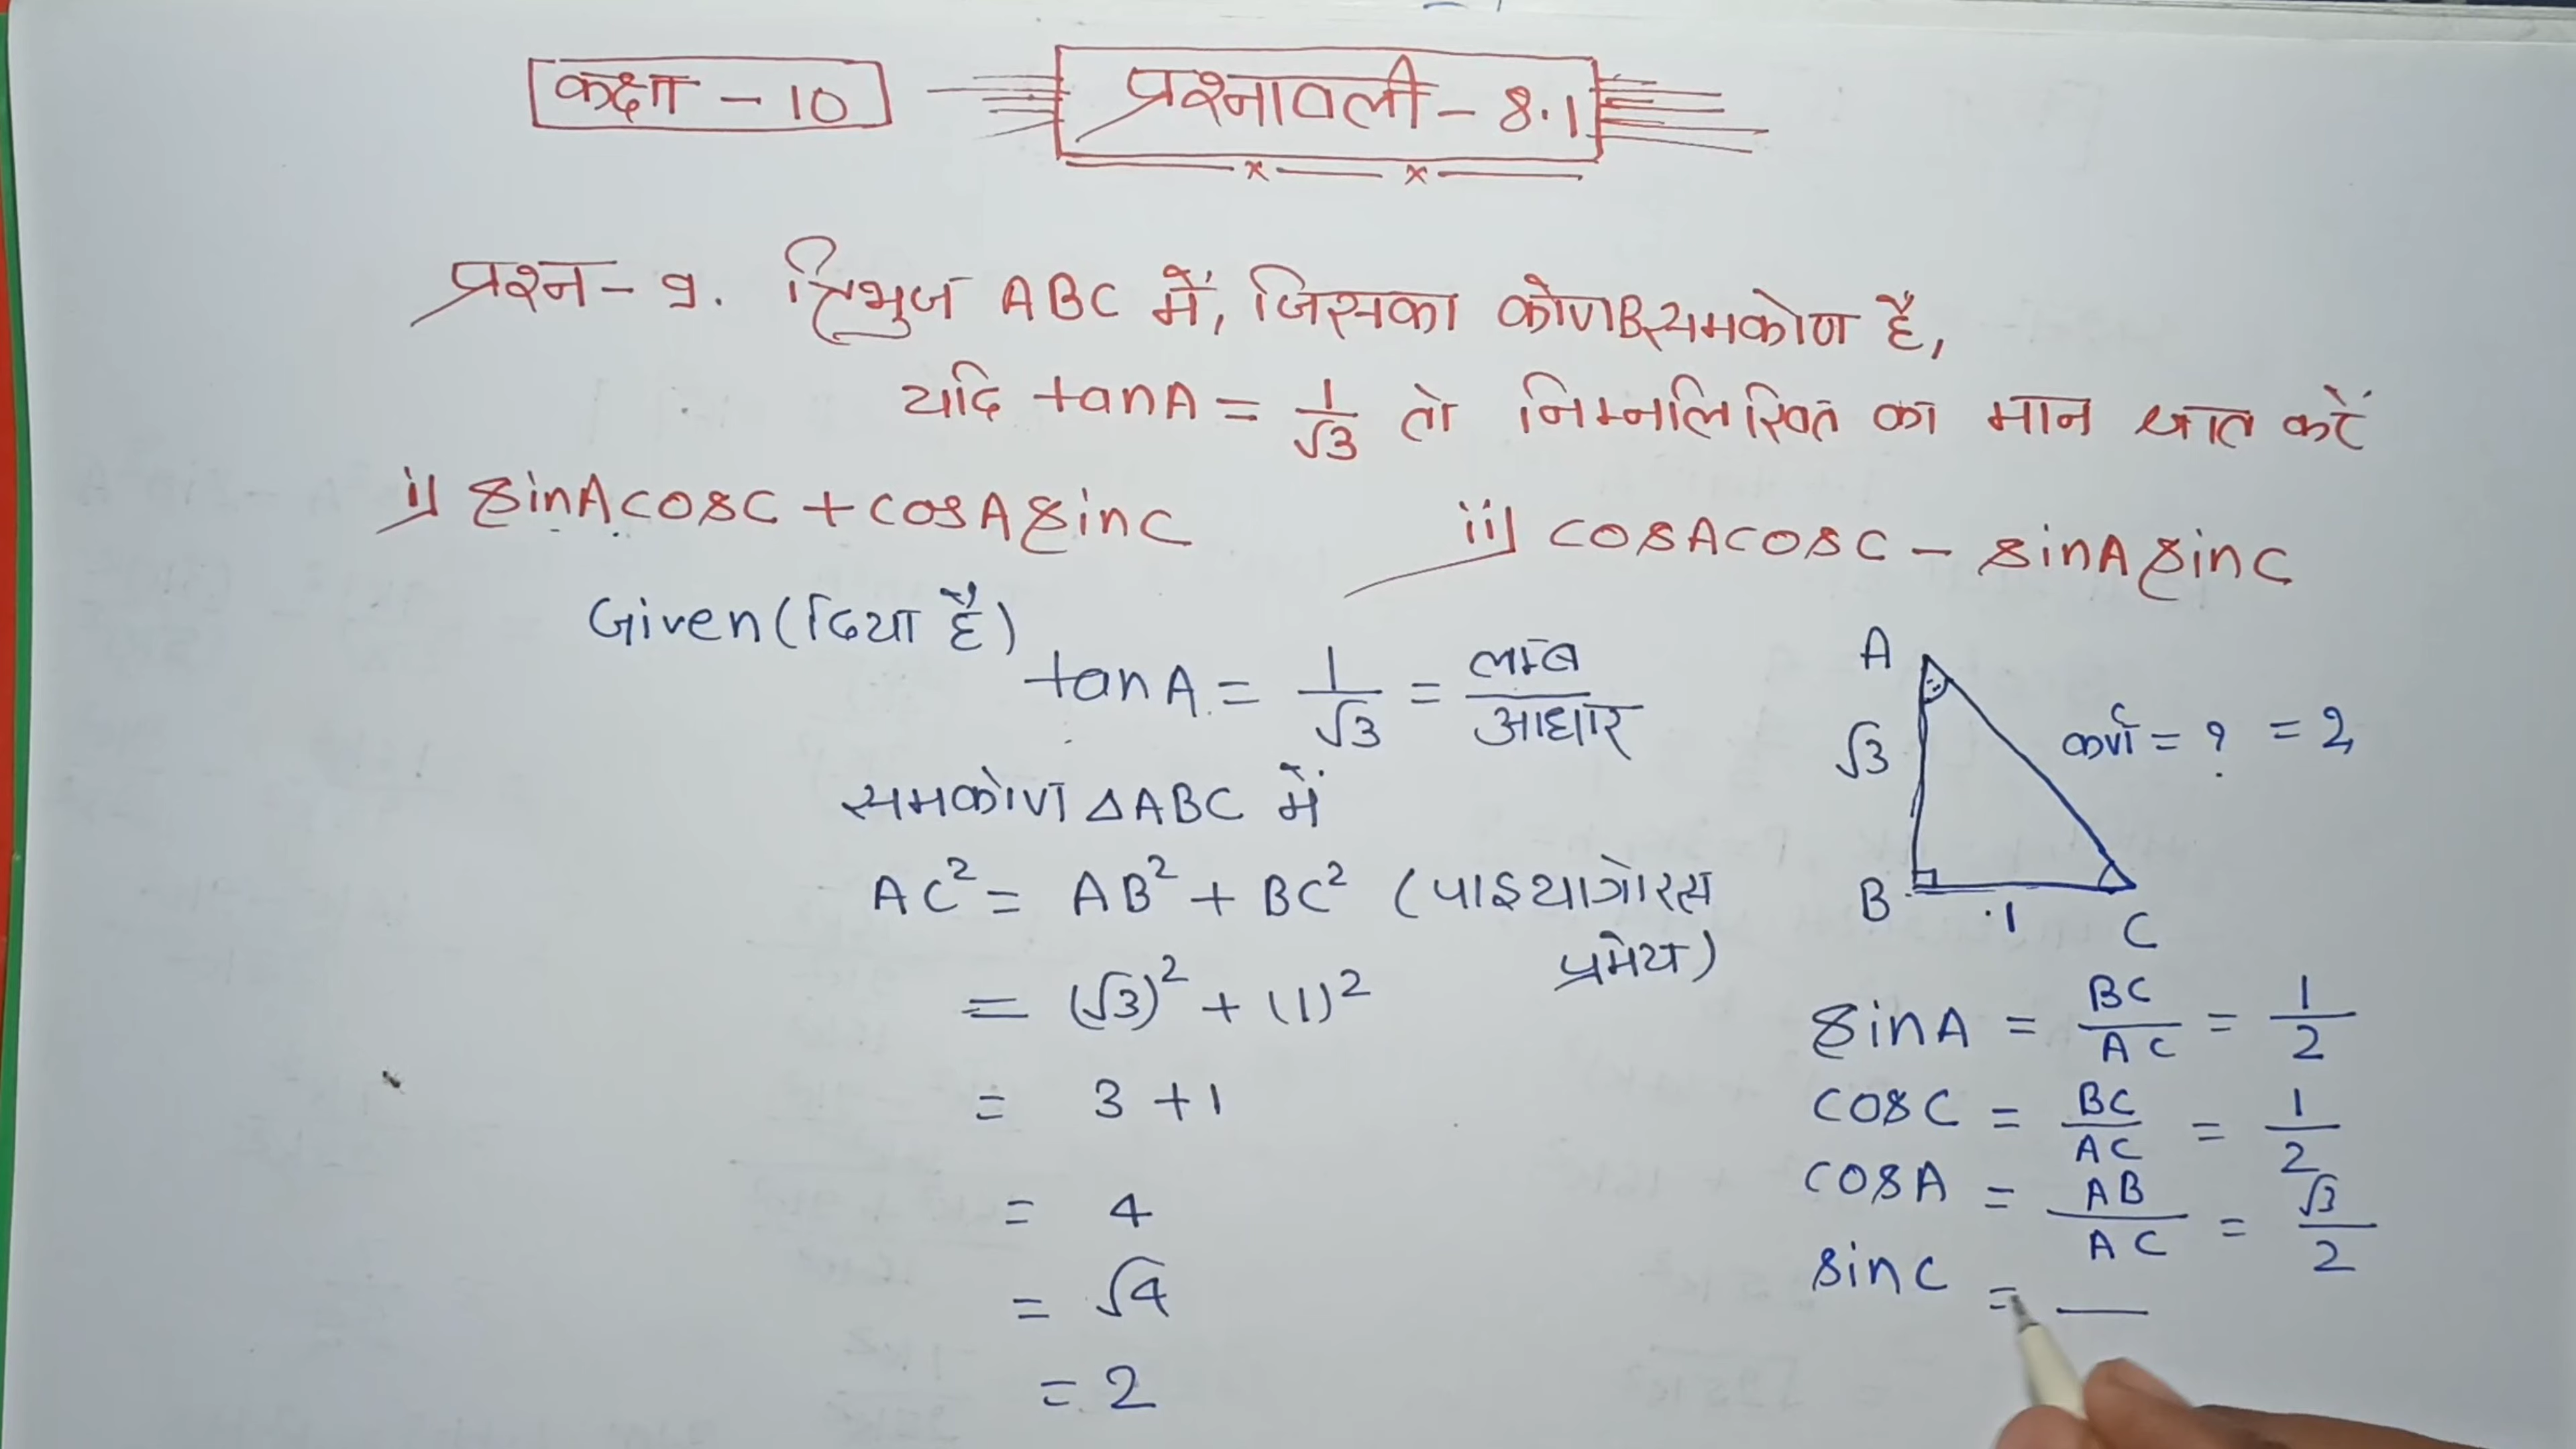 कक्षा - 10
प्रश्नावली - 8.1
प्रश्न - 9. त्रिभुज ABC में, जिसका कोण B समकोण है,
यदि tanA = 1/√3 तो निम्नलिखित का मान ज्ञात करें
i) sinA cosC + cosA sinC
ii) cosA cosC - sinA sinC
Given (दिया है)
tanA = 1/√3 = लम्ब/आधार
समकोण △ABC में
AC² = AB² + BC² (पाइथागोरस
प्रमेय)
= (√3)² + (1)²
= 3 + 1
= 4
= √4
= 2
A
√3
कर्ण = ? = 2
B
1
C
sinA = BC/AC = 1/2
cosC = BC/AC = 1/2
cosA = AB/AC = √3/2
sinC =